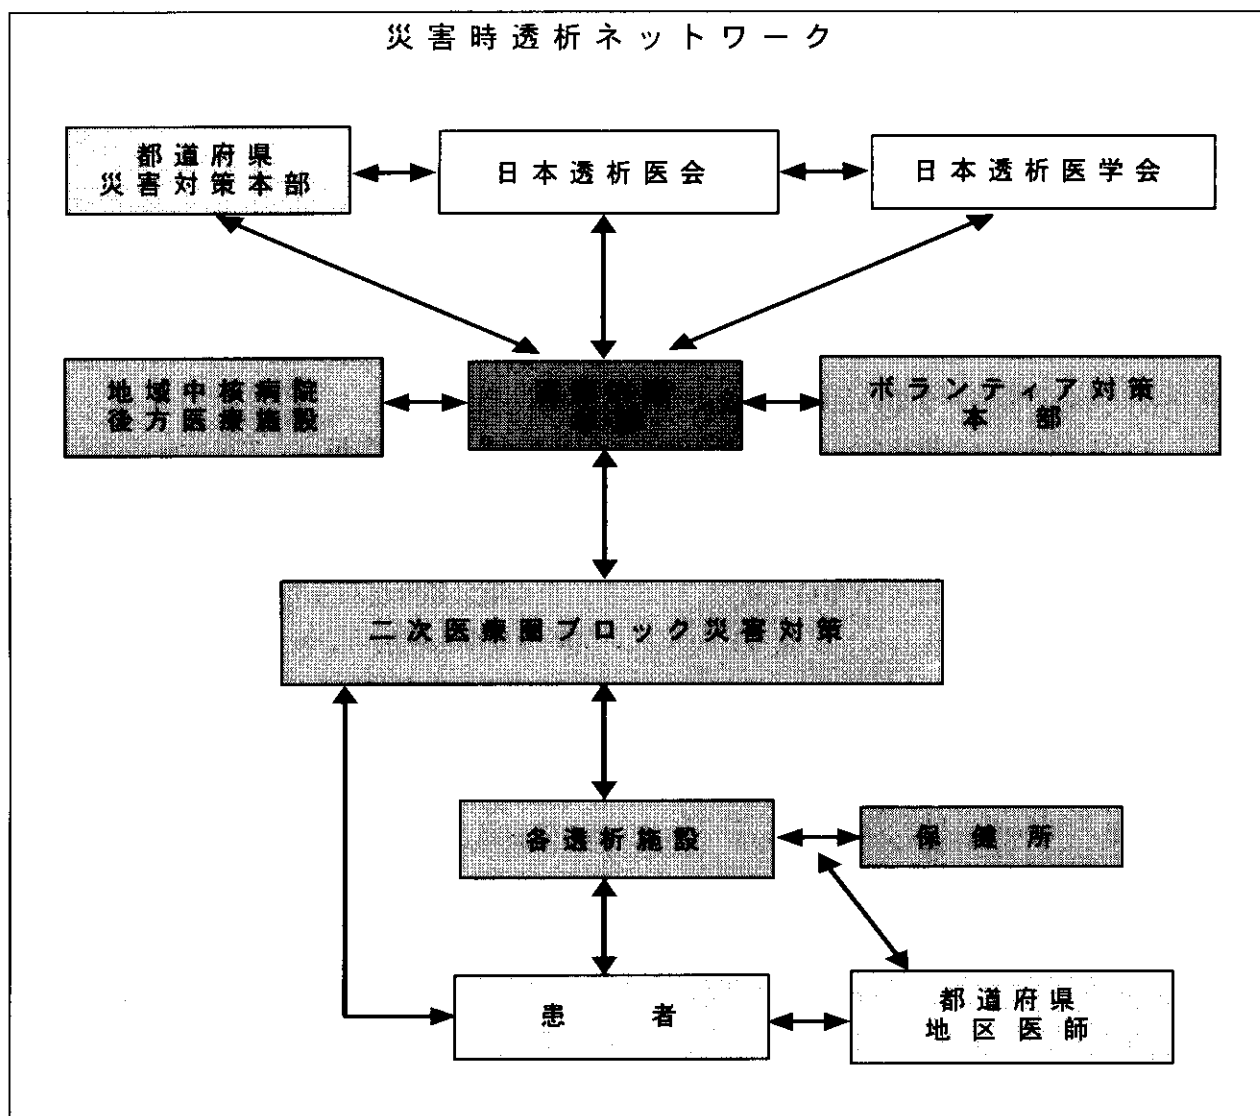 災害時透析ネットワーク
都道府県
災害対策本部
日本透析医会
日本透析医学会
地域中核病院
後方医療施設
ボランティア対策
本部
二次医療圏ブロック災害対策
各透析施設
保健所
患者
都道府県
地区医師